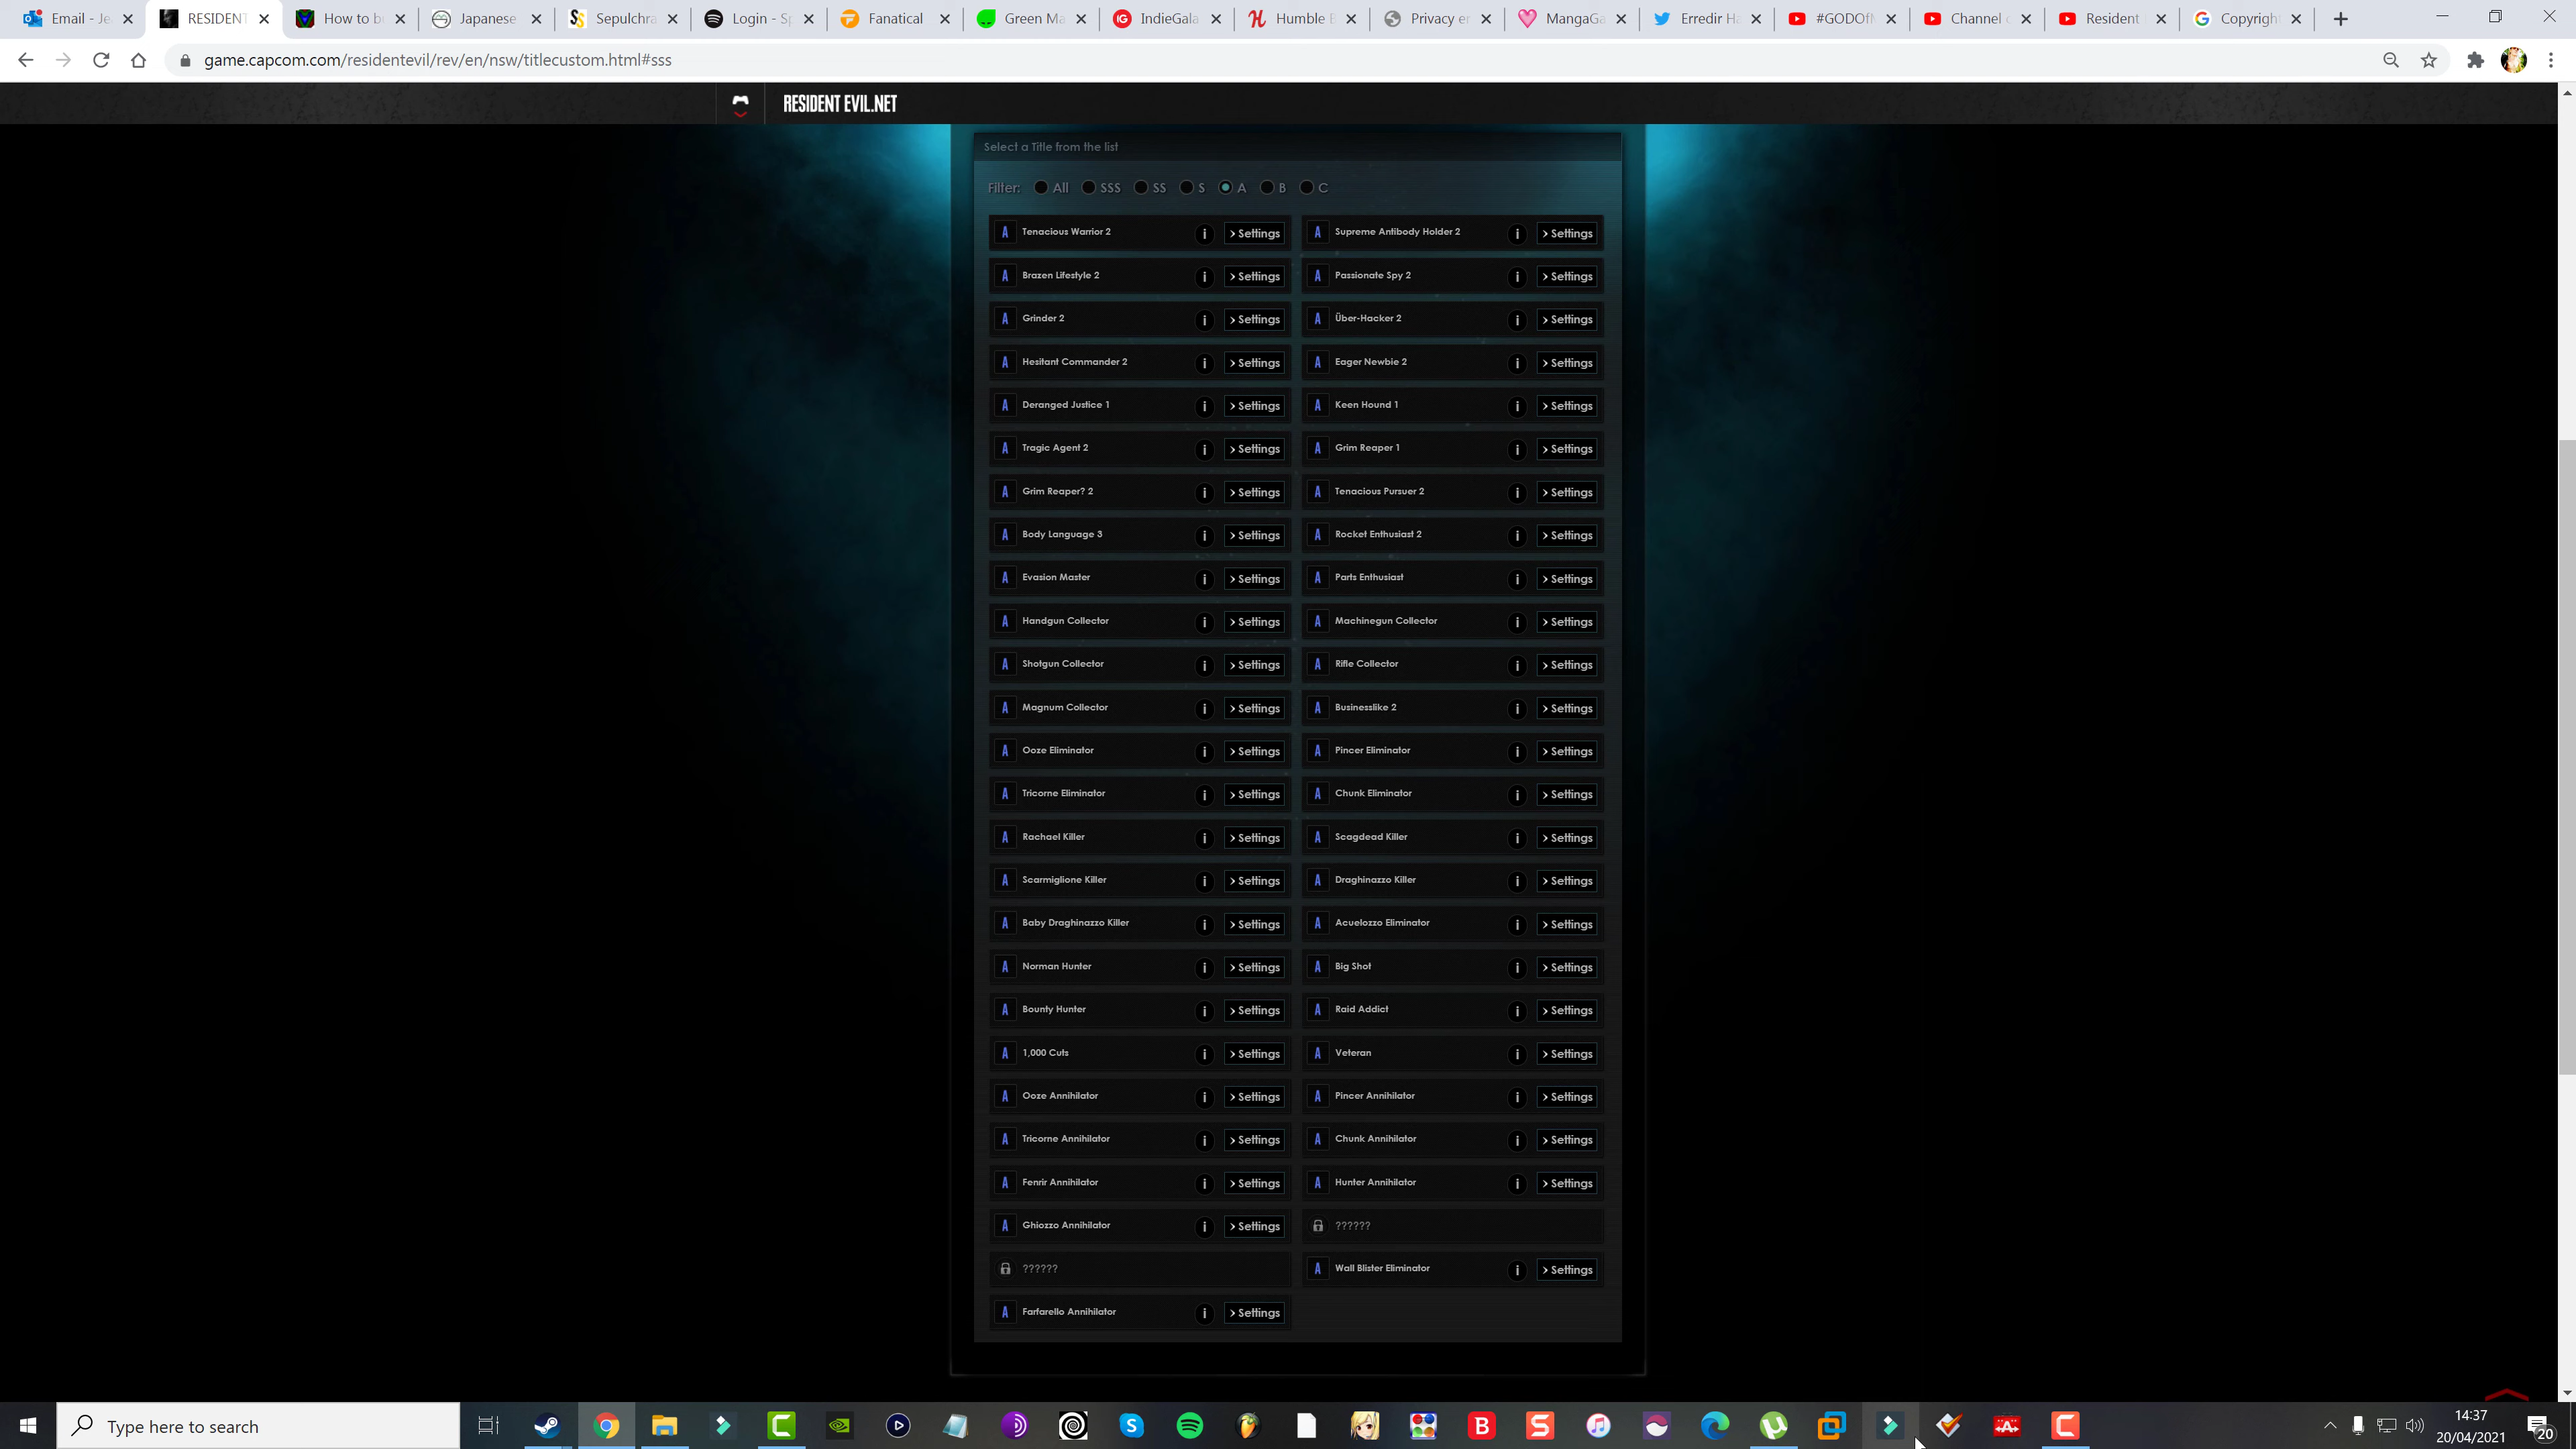 Email - Je
RESIDENT
How to b
Japanese
Sepulchra
Login - Sp
Fanatical
Green Ma
IndieGala
Humble B
Privacy er
MangaGa
Erredir Ha
#GODOf
Channel
Resident
Copyright
game.capcom.com/residentevil/rev/en/nsw/titlecustom.html#sss
RESIDENT EVIL.NET
Select a Title from the list
Filter: All SSS SS S A B C
A Tenacious Warrior 2 i > Settings A Supreme Antibody Holder 2 i > Settings
A Brazen Lifestyle 2 i > Settings A Passionate Spy 2 i > Settings
A Grinder 2 i > Settings A Über-Hacker 2 i > Settings
A Hesitant Commander 2 i > Settings A Eager Newbie 2 i > Settings
A Deranged Justice 1 i > Settings A Keen Hound 1 i > Settings
A Tragic Agent 2 i > Settings A Grim Reaper 1 i > Settings
A Grim Reaper? 2 i > Settings A Tenacious Pursuer 2 i > Settings
A Body Language 3 i > Settings A Rocket Enthusiast 2 i > Settings
A Evasion Master i > Settings A Parts Enthusiast i > Settings
A Handgun Collector i > Settings A Machinegun Collector i > Settings
A Shotgun Collector i > Settings A Rifle Collector i > Settings
A Magnum Collector i > Settings A Businesslike 2 i > Settings
A Ooze Eliminator i > Settings A Pincer Eliminator i > Settings
A Tricorne Eliminator i > Settings A Chunk Eliminator i > Settings
A Rachael Killer i > Settings A Scagdead Killer i > Settings
A Scarmiglione Killer i > Settings A Draghinazzo Killer i > Settings
A Baby Draghinazzo Killer i > Settings A Acuelozzo Eliminator i > Settings
A Norman Hunter i > Settings A Big Shot i > Settings
A Bounty Hunter i > Settings A Raid Addict i > Settings
A 1,000 Cuts i > Settings A Veteran i > Settings
A Ooze Annihilator i > Settings A Pincer Annihilator i > Settings
A Tricorne Annihilator i > Settings A Chunk Annihilator i > Settings
A Fenrir Annihilator i > Settings A Hunter Annihilator i > Settings
A Ghiozzo Annihilator i > Settings ??????
?????? A Wall Blister Eliminator i > Settings
A Farfarello Annihilator i > Settings
Type here to search
14:37
20/04/2021
20